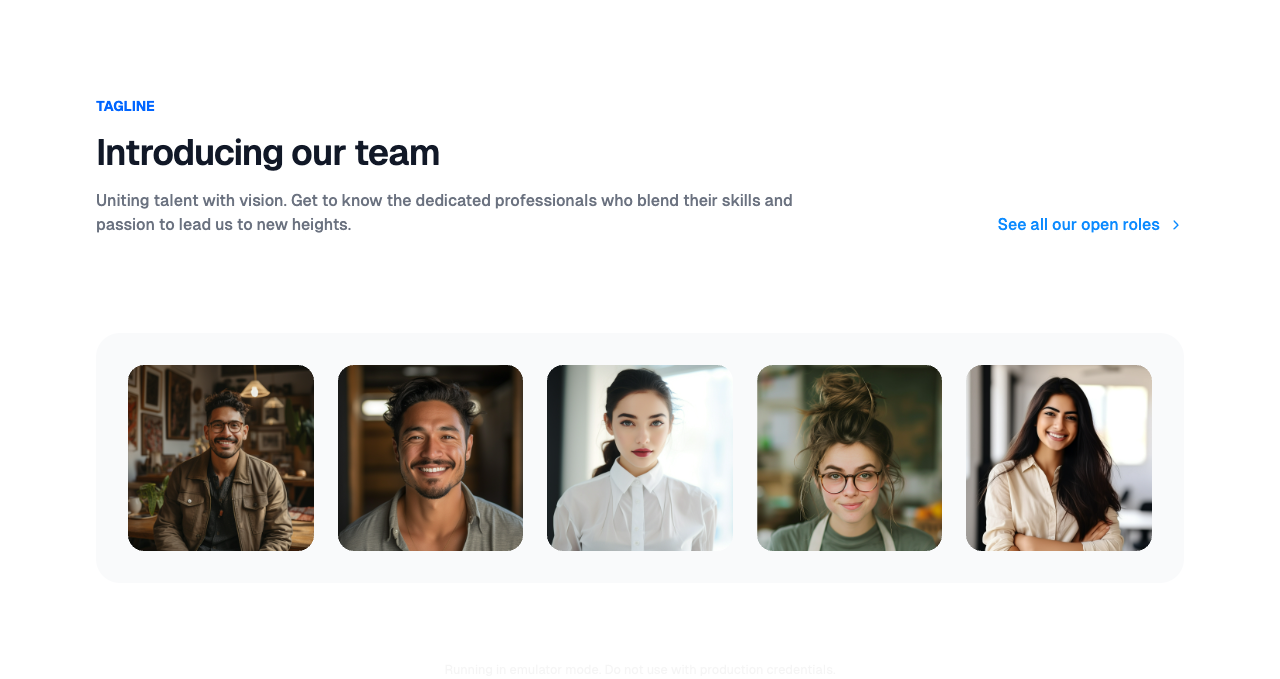 TAGLINE
Introducing our team
Uniting talent with vision. Get to know the dedicated professionals who blend their skills and
passion to lead us to new heights.
See all our open roles
Running in emulator mode. Do not use with production credentials.